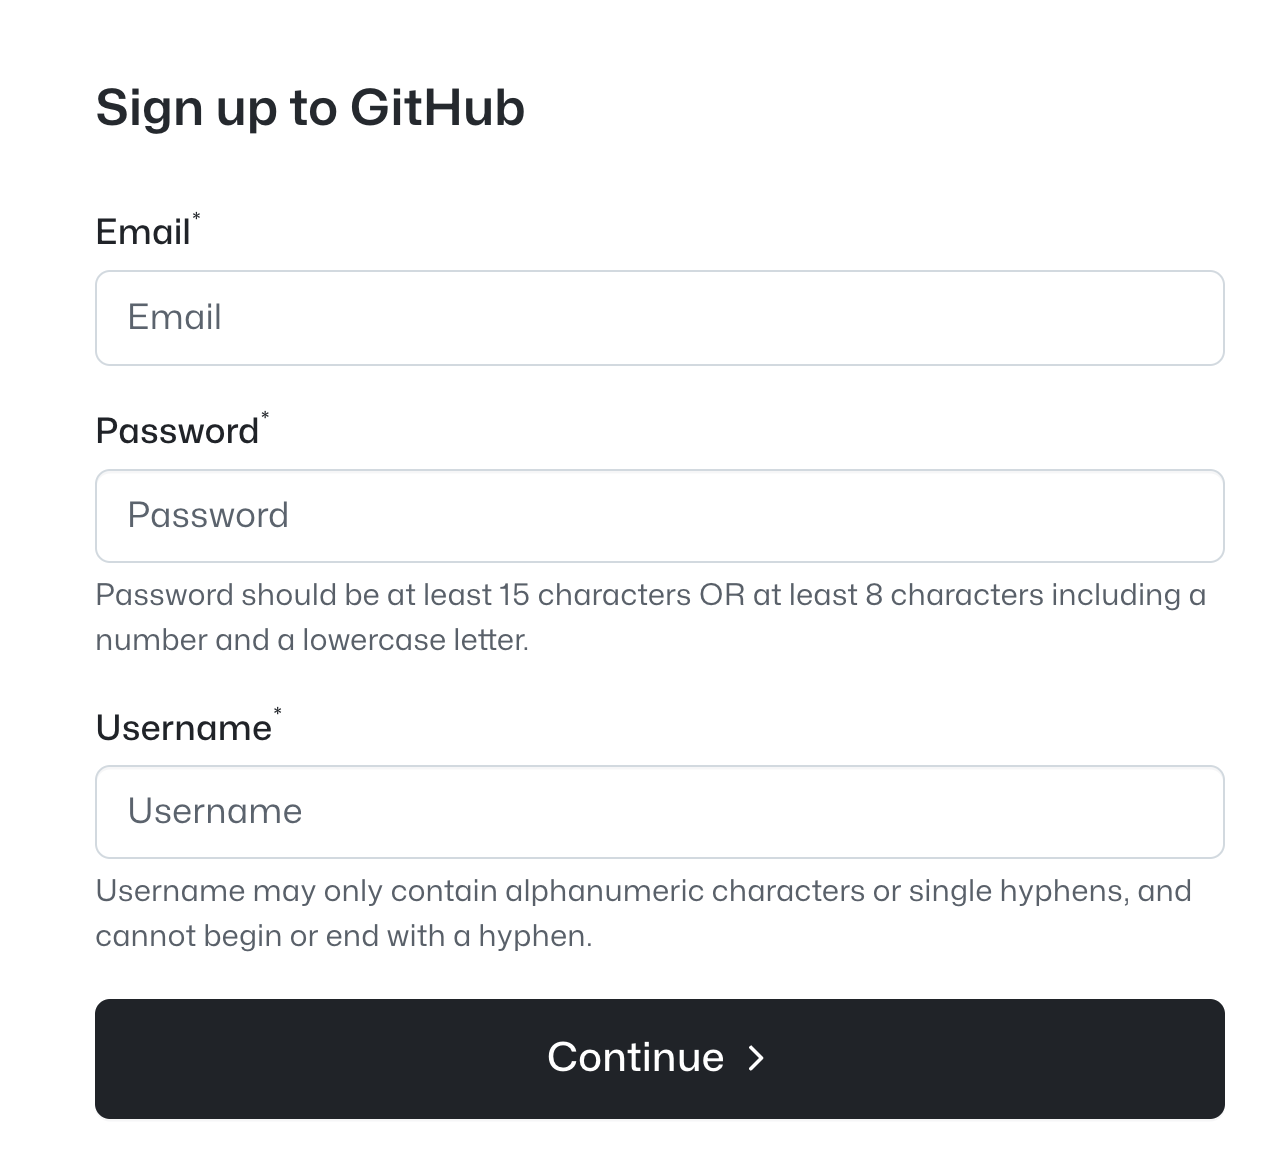 Sign up to GitHub
Email*
Email
Password*
Password
Password should be at least 15 characters OR at least 8 characters including a
number and a lowercase letter.
Username*
Username
Username may only contain alphanumeric characters or single hyphens, and
cannot begin or end with a hyphen.
Continue